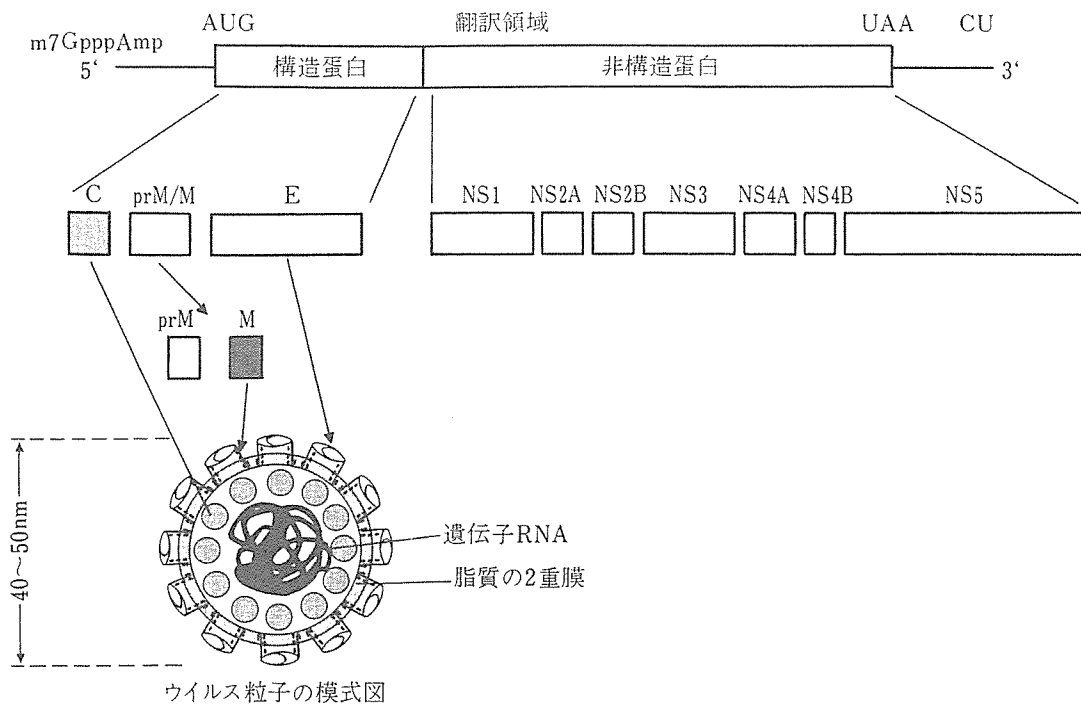 AUG 翻訳領域 UAA CU
m7GpppAmp
5‘ 構造蛋白 非構造蛋白 3‘
C prM/M E NS1 NS2A NS2B NS3 NS4A NS4B NS5
prM M
40~50nm
遺伝子RNA
脂質の2重膜
ウイルス粒子の模式図